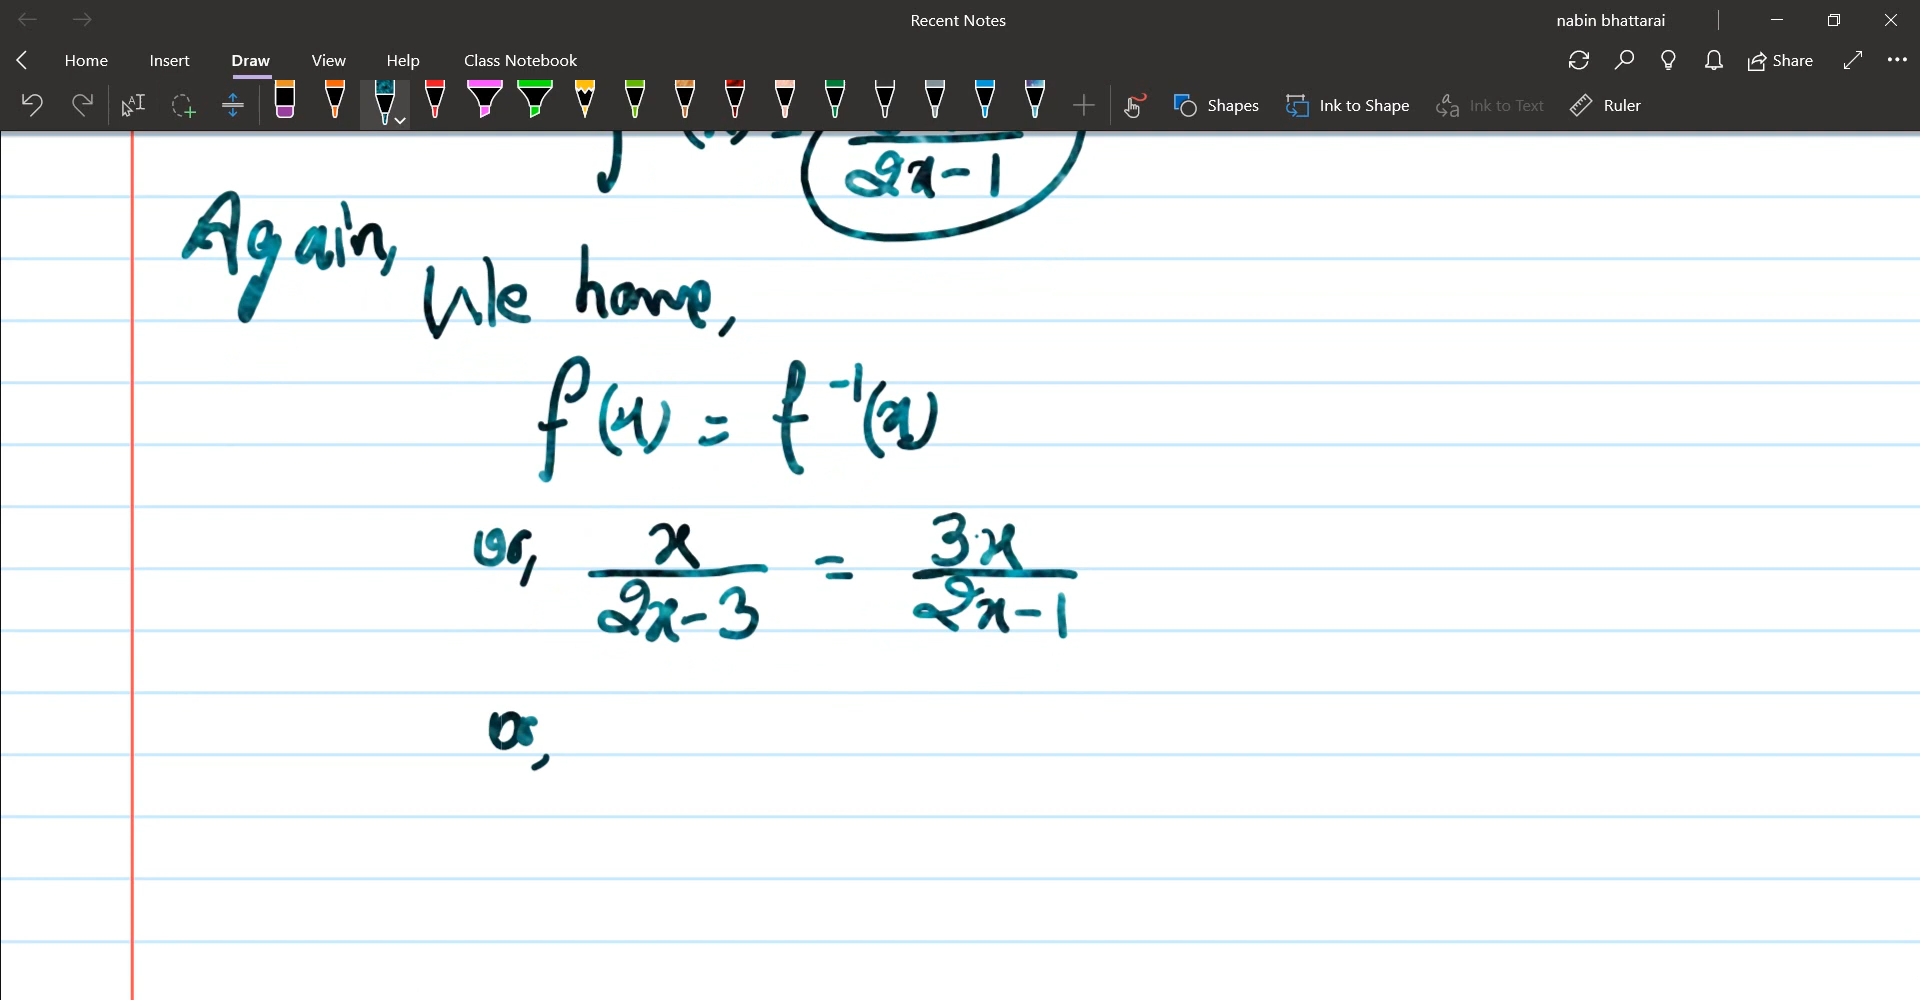 Recent Notes
nabin bhattarai
Home Insert Draw View Help Class Notebook
Share
Shapes Ink to Shape Ink to Text Ruler
2x-1
Again,
We have,
f(x) = f⁻¹(x)
or, x/(2x-3) = 3x/(2x-1)
or,